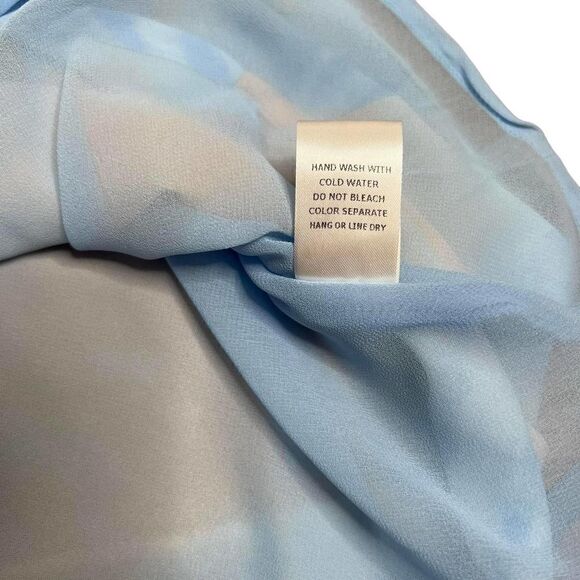 HAND WASH WITH
COLD WATER
DO NOT BLEACH
COLOR SEPARATE
HANG OR LINE DRY